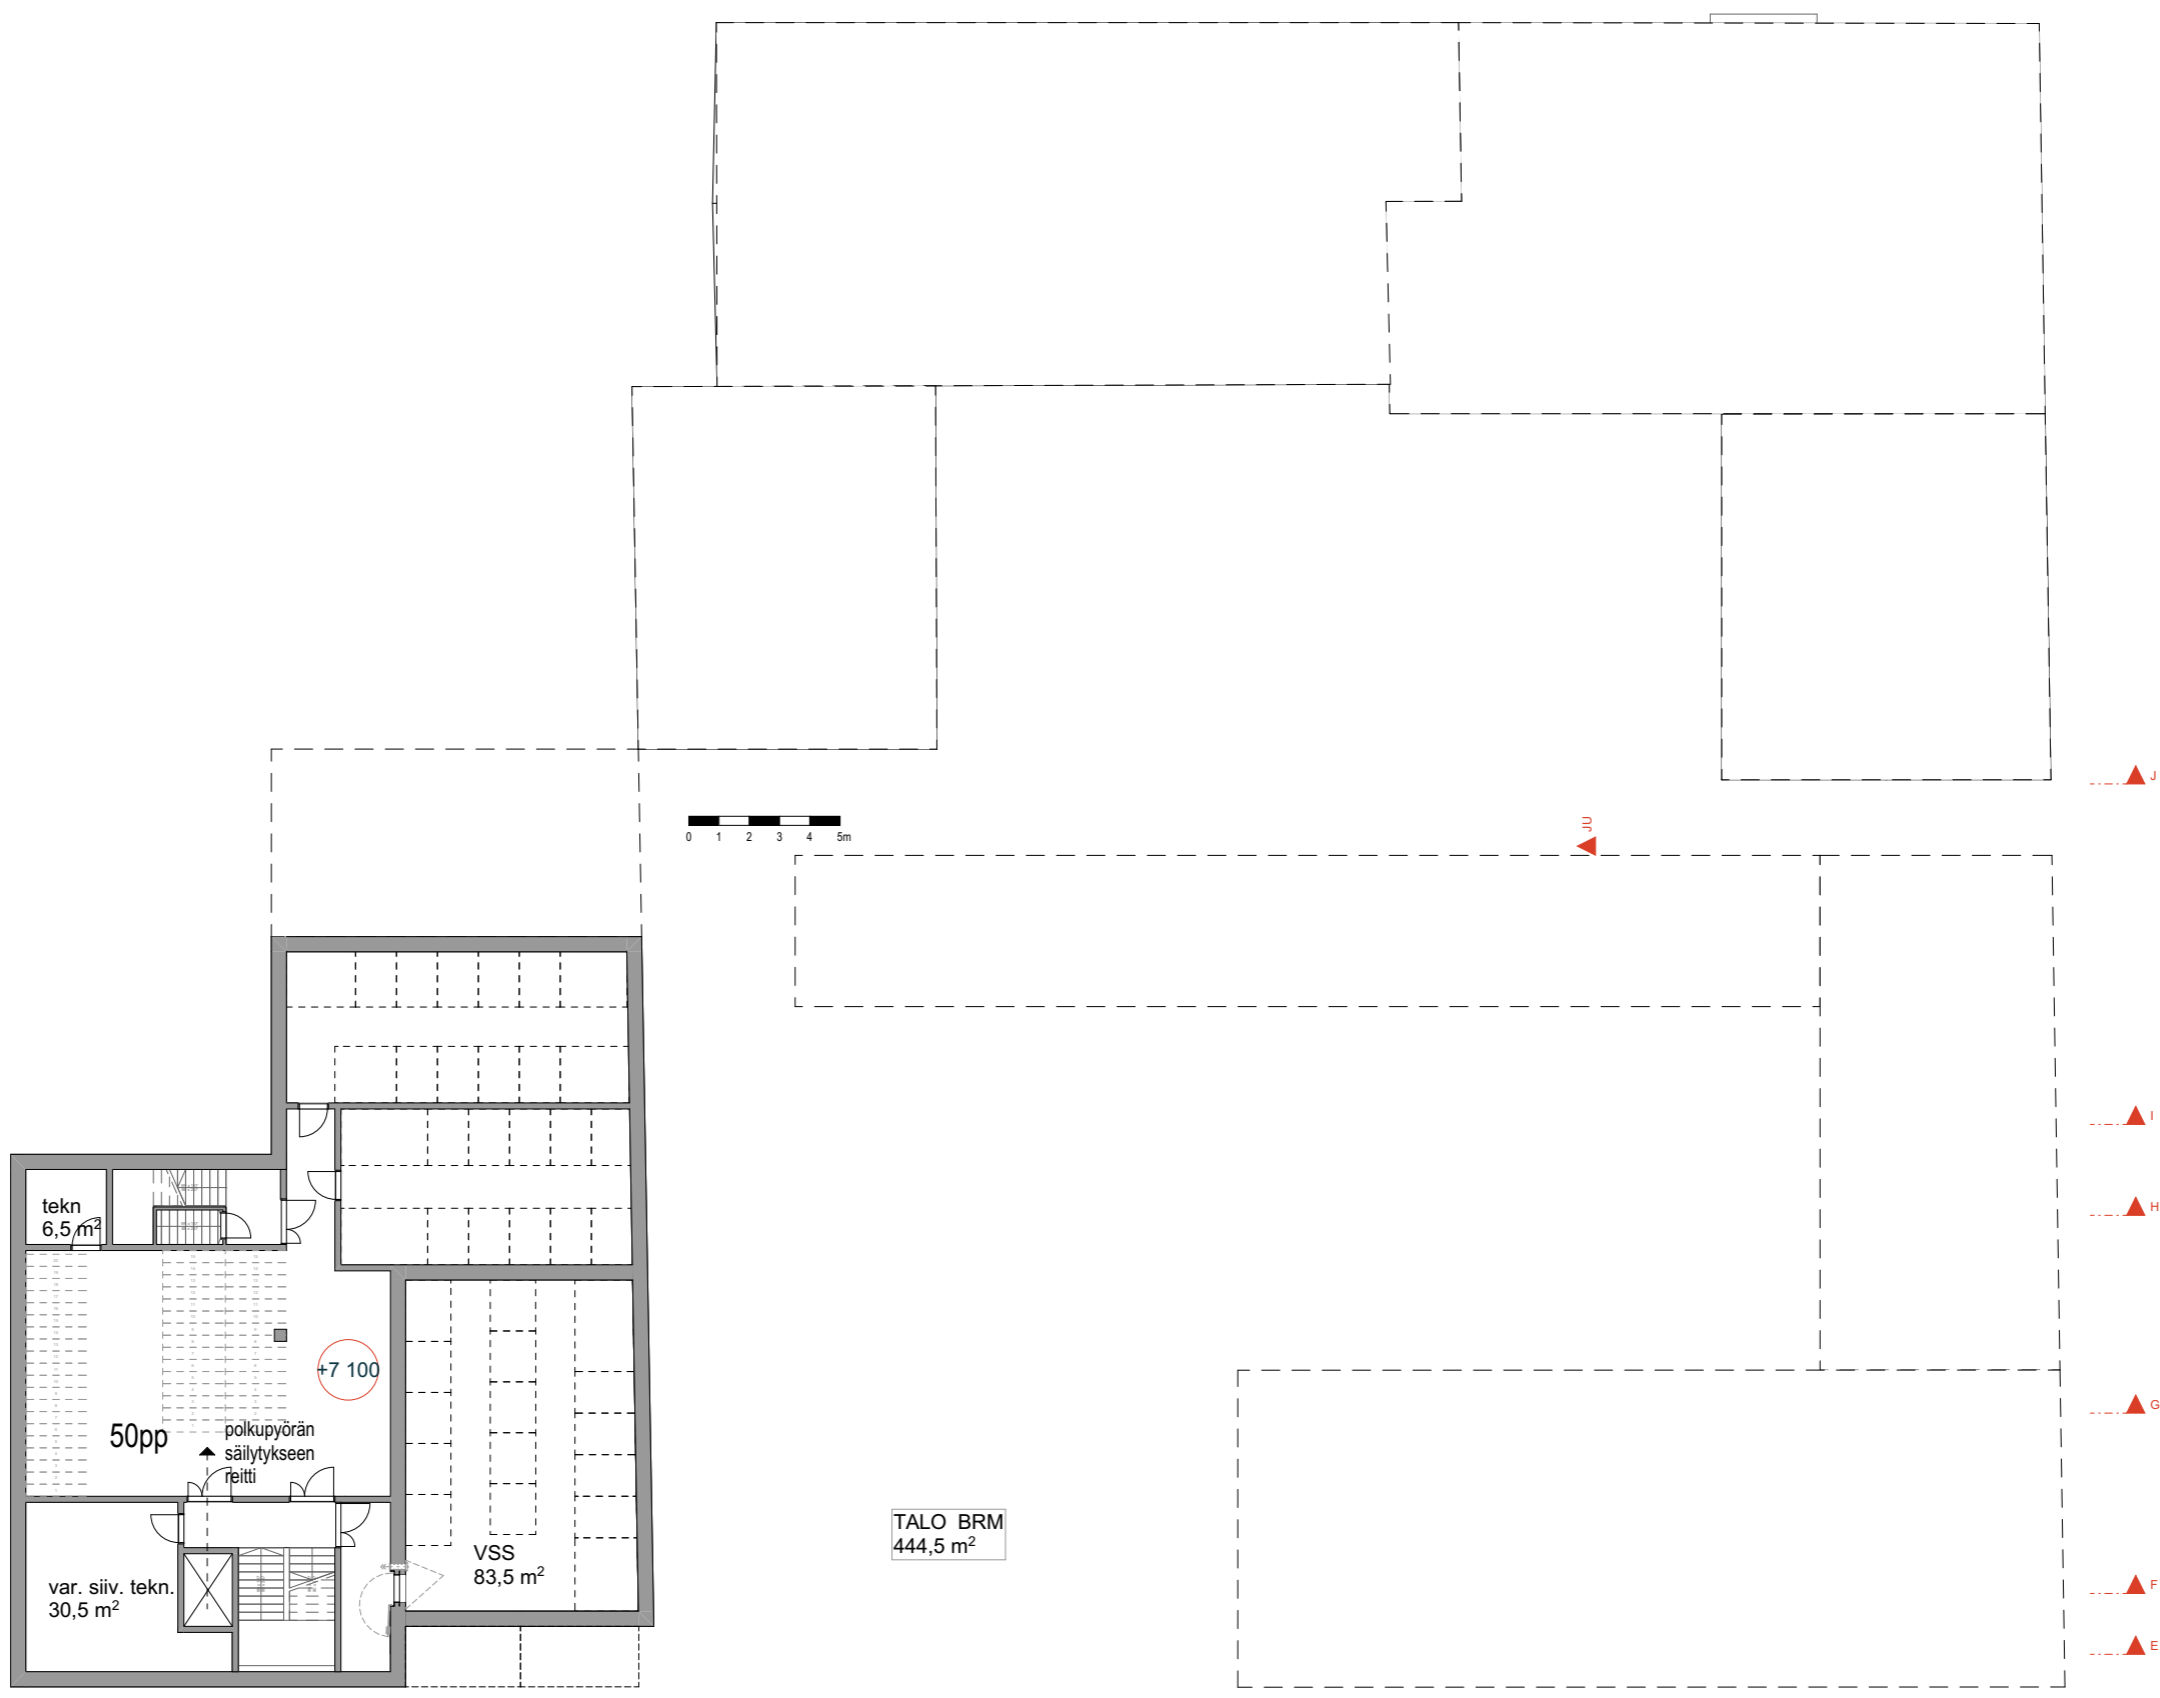 J
JU
0 1 2 3 4 5m
I
tekn
6,5 m²
H
+7 100
G
50pp
polkupyörän
säilytykseen
reitti
TALO BRM
444,5 m²
VSS
83,5 m²
var. siiv. tekn.
30,5 m²
F
E